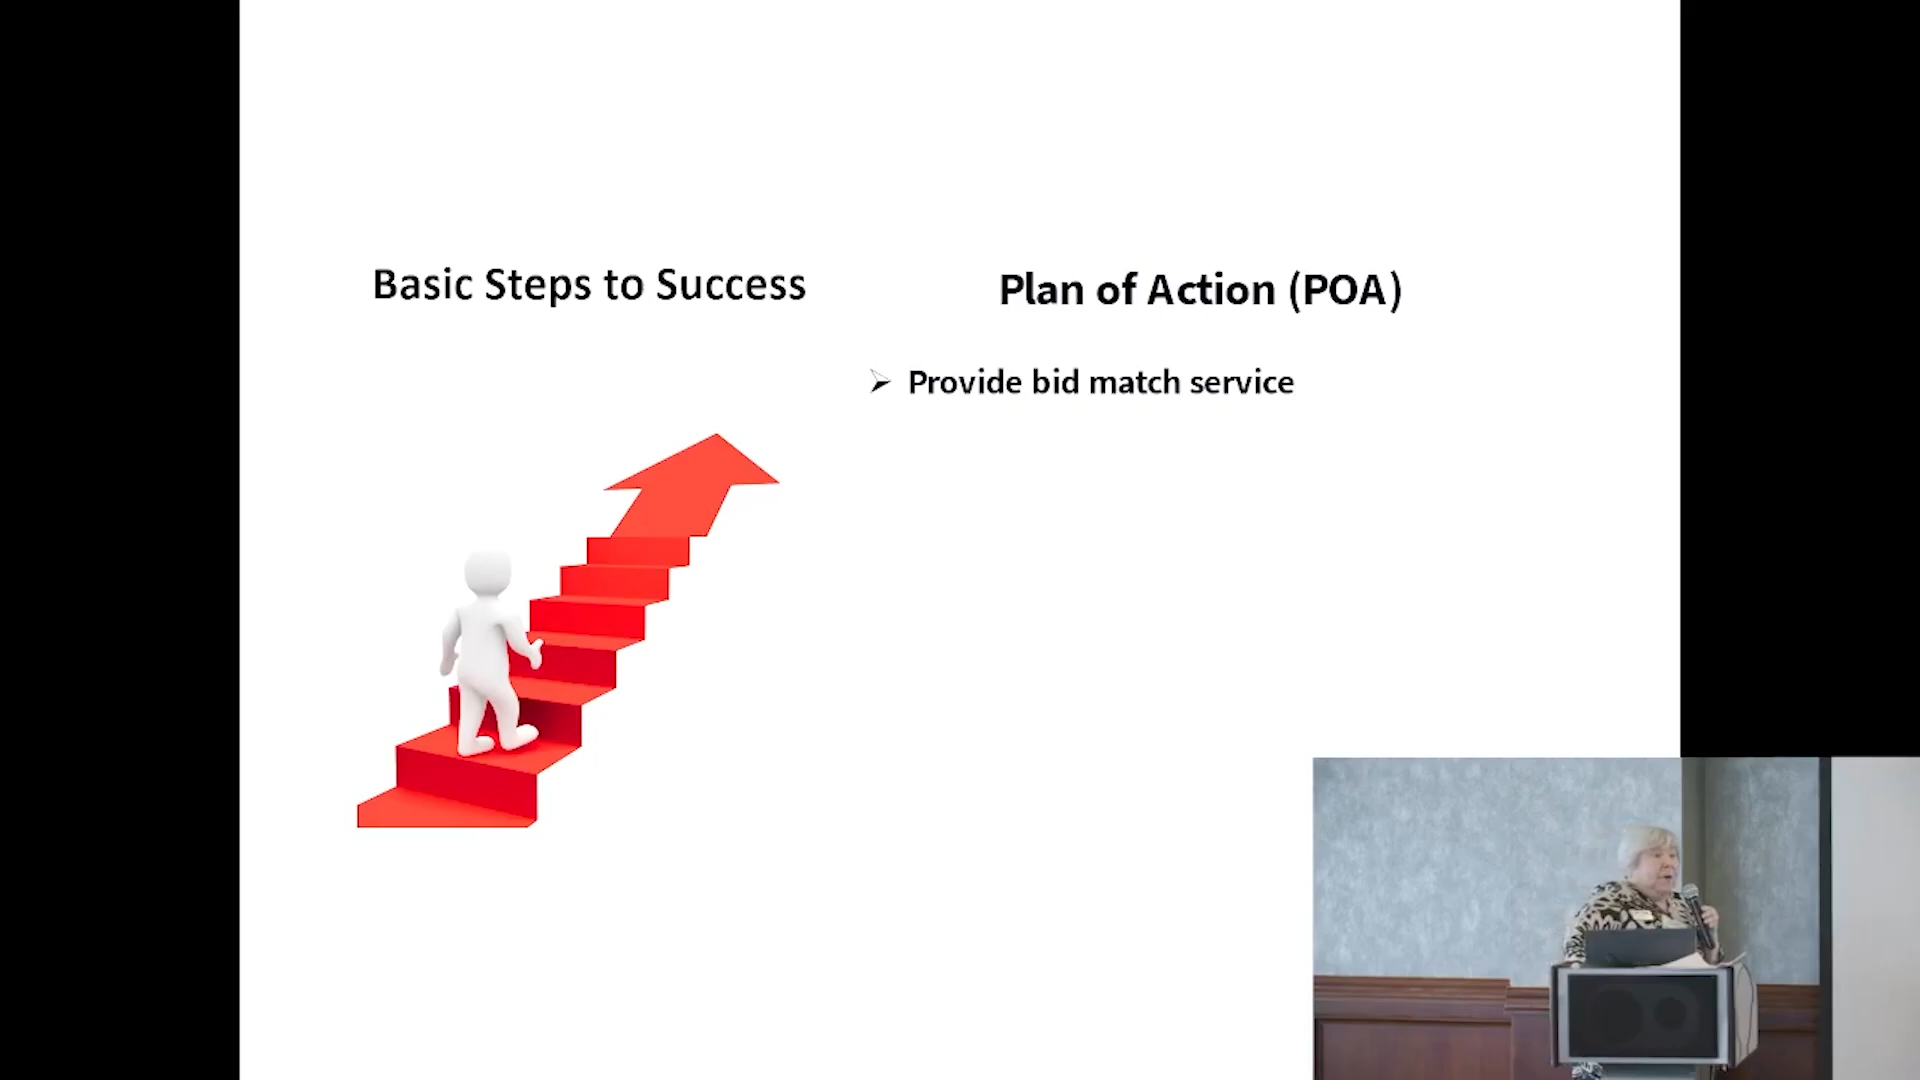 Basic Steps to Success
Plan of Action (POA)
Provide bid match service